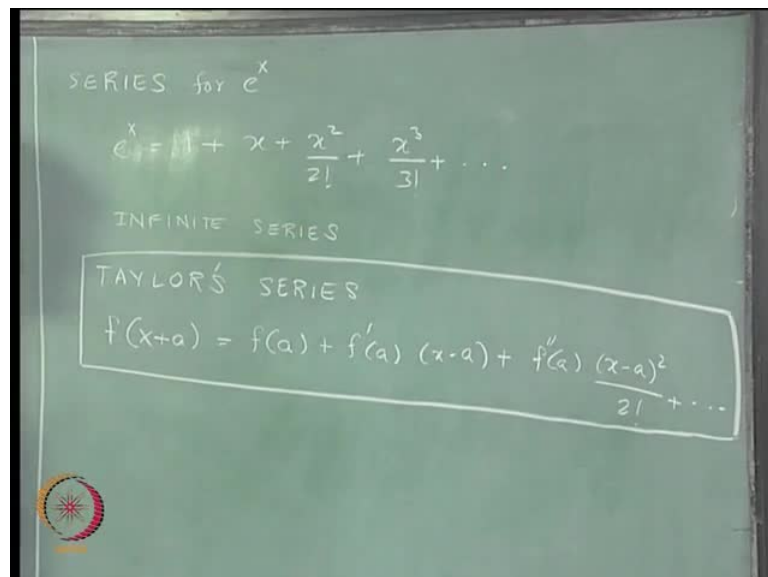 SERIES for e^x
e^x = 1 + x + x^2/2! + x^3/3! + ...
INFINITE SERIES
TAYLOR'S SERIES
f(x+a) = f(a) + f'(a) (x-a) + f''(a) (x-a)^2/2! + ...